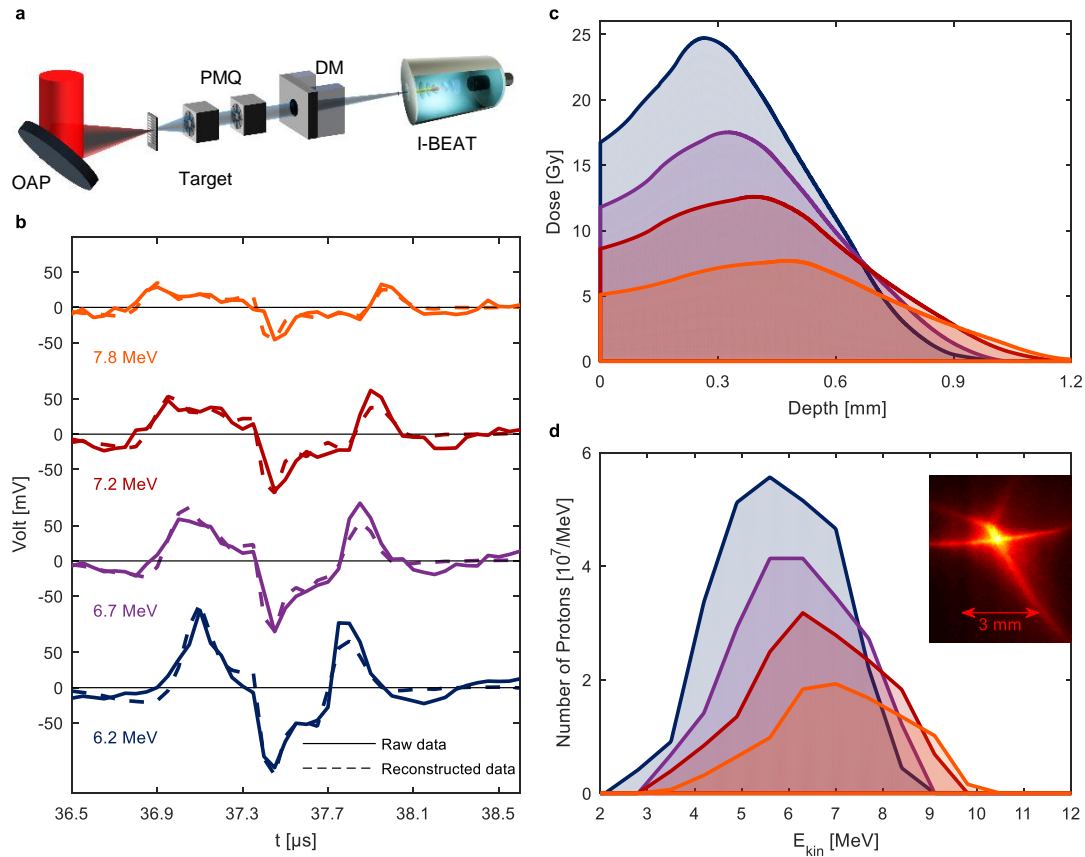 a
OAP
Target
PMQ
DM
I-BEAT
b
Volt [mV]
50
0
-50
7.8 MeV
50
0
-50
7.2 MeV
50
0
-50
6.7 MeV
50
0
-50
6.2 MeV
Raw data
Reconstructed data
36.5 36.9 37.3 37.7 38.1 38.5
t [µs]
c
Dose [Gy]
25
20
15
10
5
0
0 0.3 0.6 0.9 1.2
Depth [mm]
d
Number of Protons [10^7/MeV]
6
4
2
0
3 mm
2 3 4 5 6 7 8 9 10 11 12
E_kin [MeV]